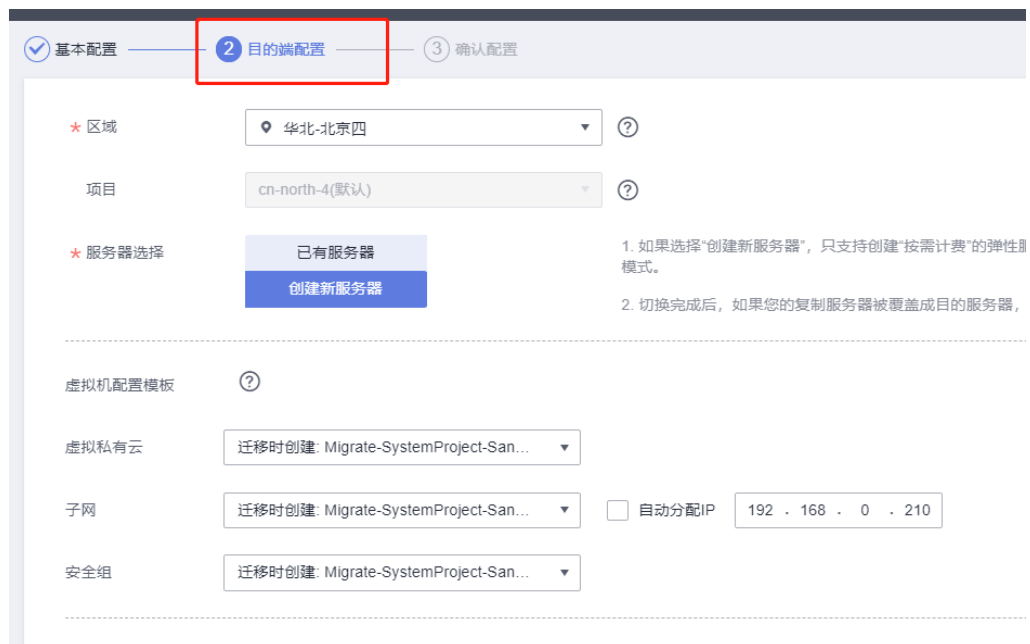 基本配置 2 目的端配置 3 确认配置
* 区域 华北-北京四 ?
项目 cn-north-4(默认) ?
* 服务器选择 已有服务器
创建新服务器
1. 如果选择“创建新服务器”，只支持创建“按需计费”的弹性
模式。
2. 切换完成后，如果您的复制服务器被覆盖成目的服务器，
虚拟机配置模板 ?
虚拟私有云 迁移时创建: Migrate-SystemProject-San...
子网 迁移时创建: Migrate-SystemProject-San... 自动分配IP 192 . 168 . 0 . 210
安全组 迁移时创建: Migrate-SystemProject-San...